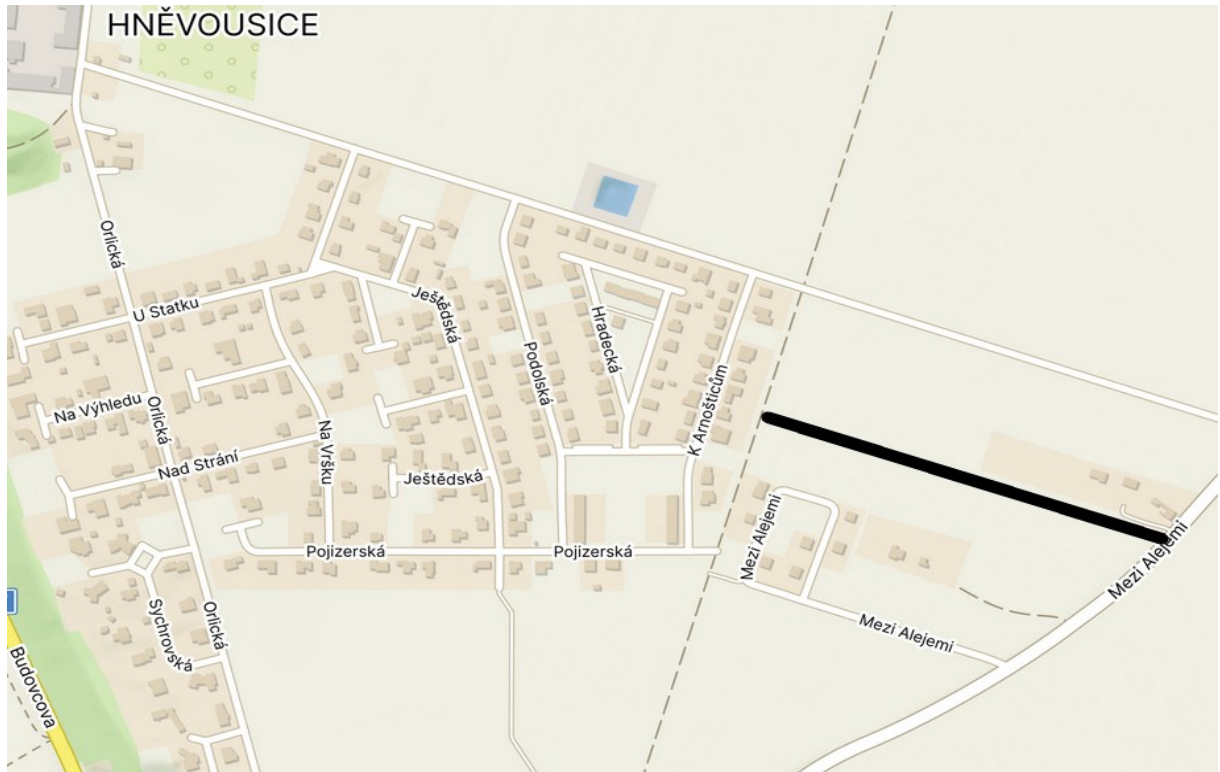 HNĚVOUSICE
Orlická
U Statku
Ještědská
Hradecká
Podolská
K Arnošticům
Na Výhledu
Orlická
Nad Strání
Na Vršku
Ještědská
Mezi Alejemi
Mezi Alejemi
Pojizerská
Pojizerská
Sychrovská
Orlická
Mezi Alejemi
Budovcova